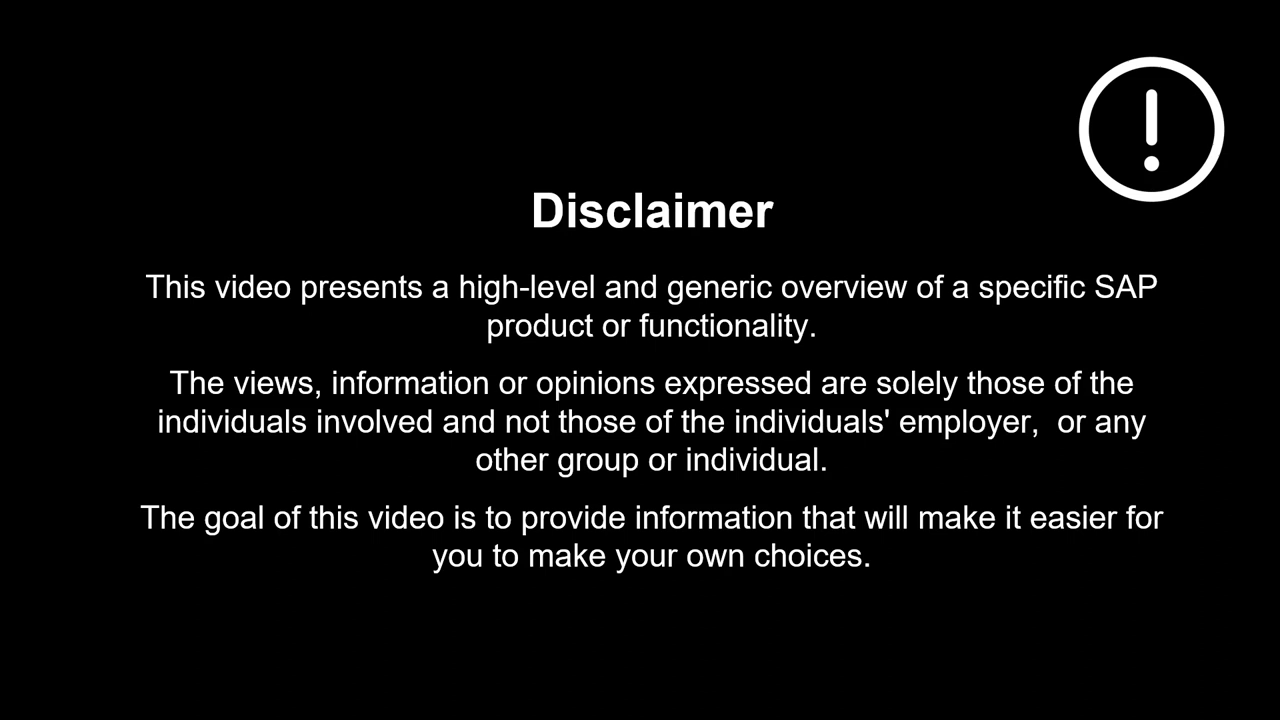 Disclaimer
This video presents a high-level and generic overview of a specific SAP
product or functionality.
The views, information or opinions expressed are solely those of the
individuals involved and not those of the individuals' employer,  or any
other group or individual.
The goal of this video is to provide information that will make it easier for
you to make your own choices.